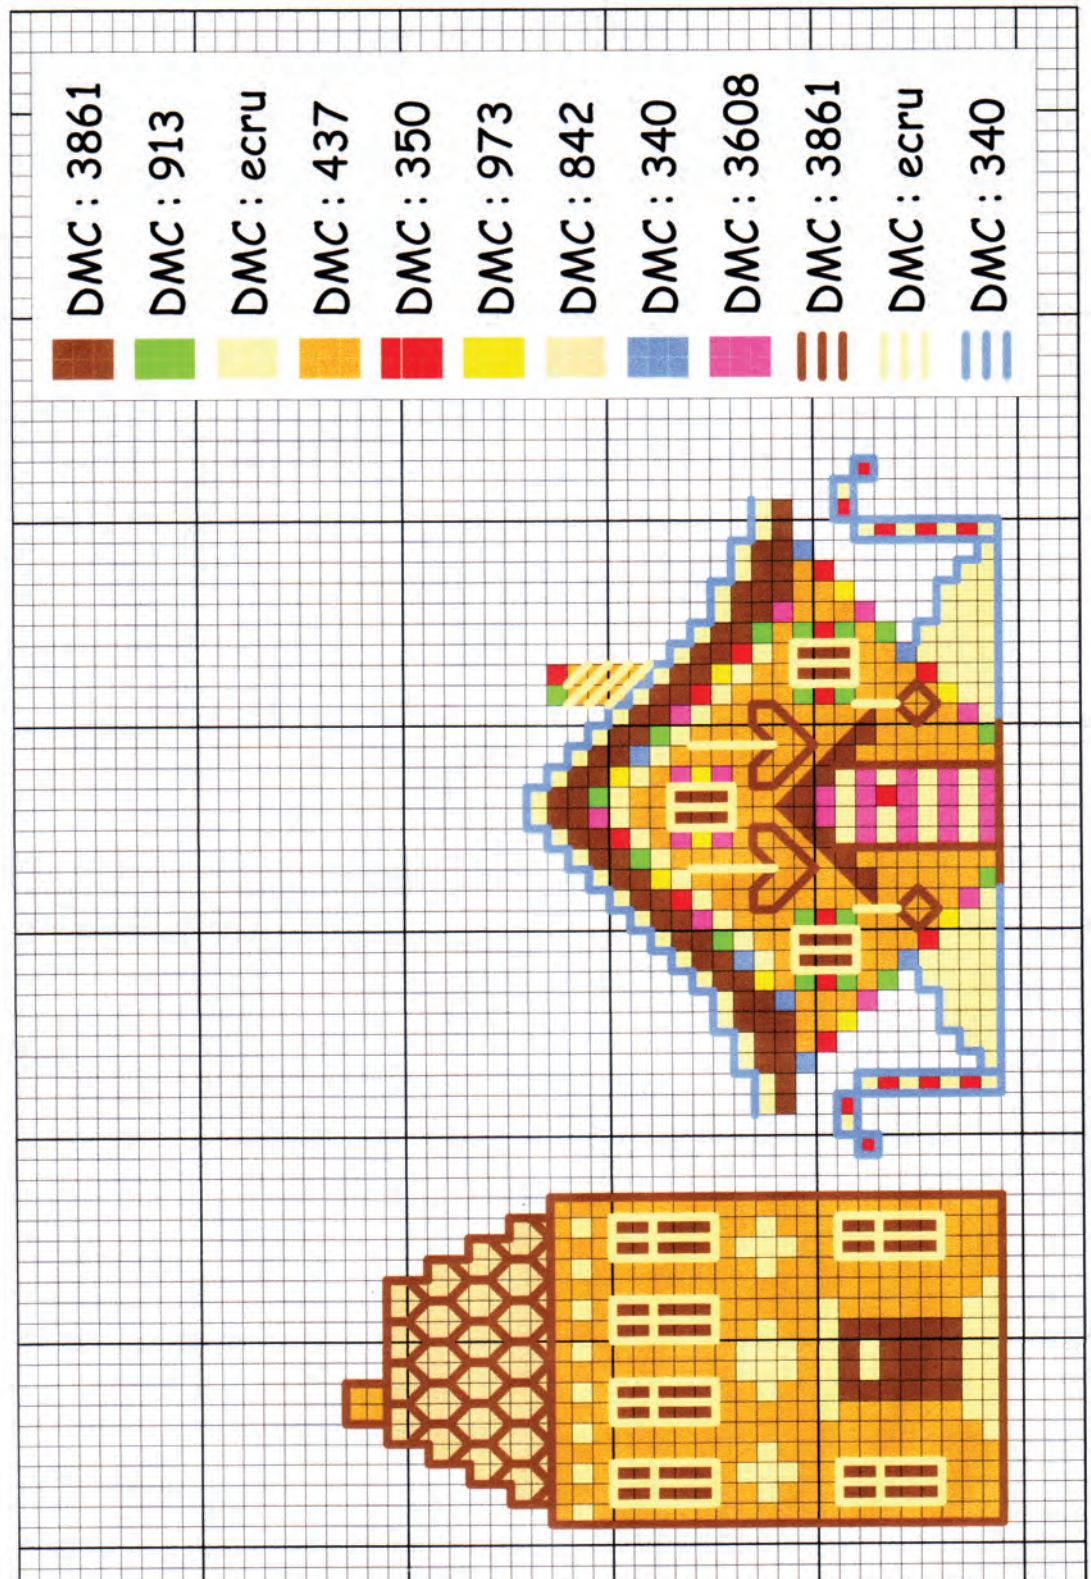 DMC : 3861
DMC : 913
DMC : ecru
DMC : 437
DMC : 350
DMC : 973
DMC : 842
DMC : 340
DMC : 3608
DMC : 3861
DMC : ecru
DMC : 340